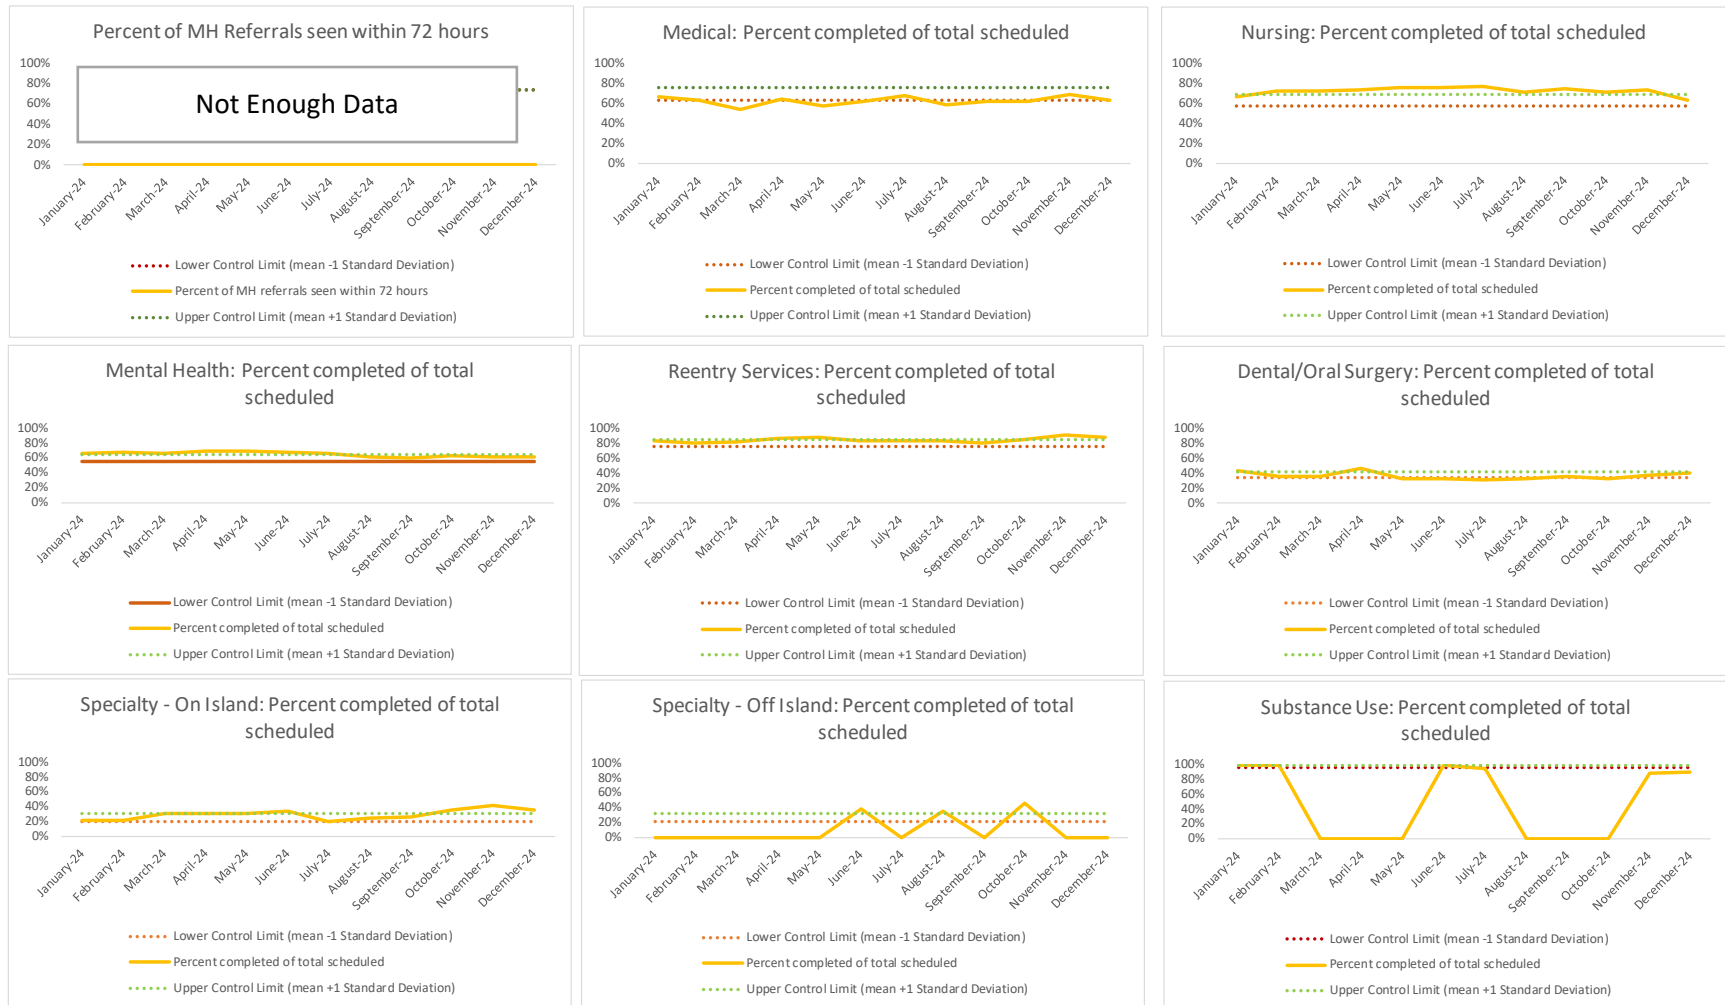 Percent of MH Referrals seen within 72 hours
100%
80%
60%
40%
20%
0%
Not Enough Data
January-24
February-24
March-24
April-24
May-24
June-24
July-24
August-24
September-24
October-24
November-24
December-24
Lower Control Limit (mean -1 Standard Deviation)
Percent of MH referrals seen within 72 hours
Upper Control Limit (mean +1 Standard Deviation)
Medical: Percent completed of total scheduled
100%
80%
60%
40%
20%
0%
January-24
February-24
March-24
April-24
May-24
June-24
July-24
August-24
September-24
October-24
November-24
December-24
Lower Control Limit (mean -1 Standard Deviation)
Percent completed of total scheduled
Upper Control Limit (mean +1 Standard Deviation)
Nursing: Percent completed of total scheduled
100%
80%
60%
40%
20%
0%
January-24
February-24
March-24
April-24
May-24
June-24
July-24
August-24
September-24
October-24
November-24
December-24
Lower Control Limit (mean -1 Standard Deviation)
Percent completed of total scheduled
Upper Control Limit (mean +1 Standard Deviation)
Mental Health: Percent completed of total
scheduled
100%
80%
60%
40%
20%
0%
January-24
February-24
March-24
April-24
May-24
June-24
July-24
August-24
September-24
October-24
November-24
December-24
Lower Control Limit (mean -1 Standard Deviation)
Percent completed of total scheduled
Upper Control Limit (mean +1 Standard Deviation)
Reentry Services: Percent completed of total
scheduled
100%
80%
60%
40%
20%
0%
January-24
February-24
March-24
April-24
May-24
June-24
July-24
August-24
September-24
October-24
November-24
December-24
Lower Control Limit (mean -1 Standard Deviation)
Percent completed of total scheduled
Upper Control Limit (mean +1 Standard Deviation)
Dental/Oral Surgery: Percent completed of total
scheduled
100%
80%
60%
40%
20%
0%
January-24
February-24
March-24
April-24
May-24
June-24
July-24
August-24
September-24
October-24
November-24
December-24
Lower Control Limit (mean -1 Standard Deviation)
Percent completed of total scheduled
Upper Control Limit (mean +1 Standard Deviation)
Specialty - On Island: Percent completed of total
scheduled
100%
80%
60%
40%
20%
0%
January-24
February-24
March-24
April-24
May-24
June-24
July-24
August-24
September-24
October-24
November-24
December-24
Lower Control Limit (mean -1 Standard Deviation)
Percent completed of total scheduled
Upper Control Limit (mean +1 Standard Deviation)
Specialty - Off Island: Percent completed of total
scheduled
100%
80%
60%
40%
20%
0%
January-24
February-24
March-24
April-24
May-24
June-24
July-24
August-24
September-24
October-24
November-24
December-24
Lower Control Limit (mean -1 Standard Deviation)
Percent completed of total scheduled
Upper Control Limit (mean +1 Standard Deviation)
Substance Use: Percent completed of total
scheduled
100%
80%
60%
40%
20%
0%
January-24
February-24
March-24
April-24
May-24
June-24
July-24
August-24
September-24
October-24
November-24
December-24
Lower Control Limit (mean -1 Standard Deviation)
Percent completed of total scheduled
Upper Control Limit (mean +1 Standard Deviation)